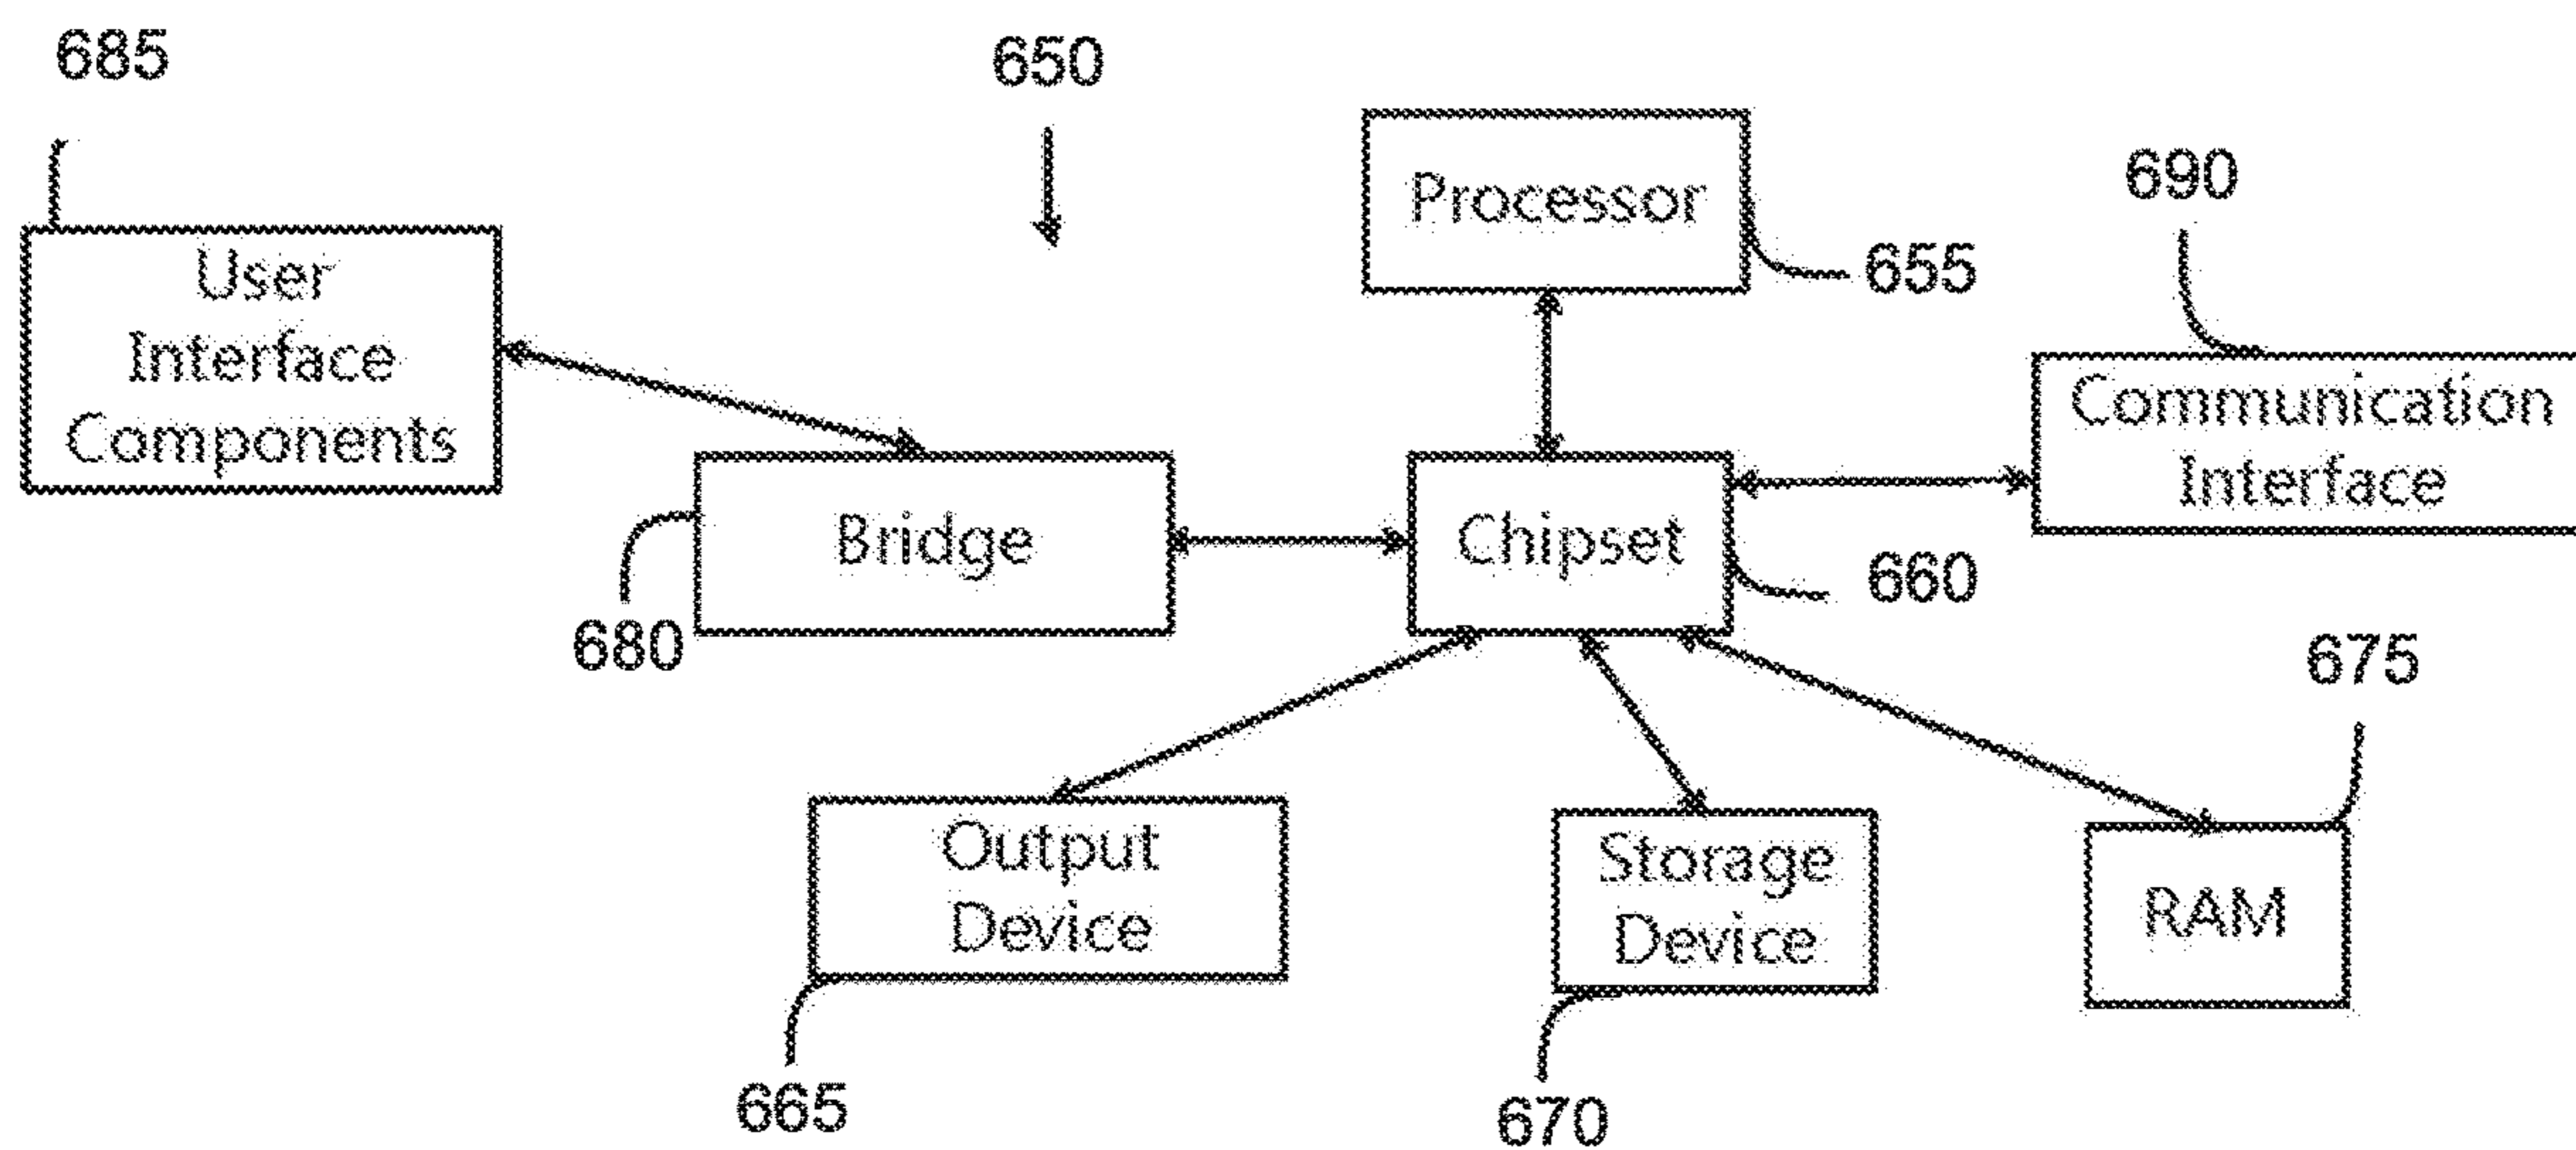 685
650
Processor
690
655
User
Interface
Components
Communication
Interface
Bridge
Chipset
660
680
675
Output
Device
Storage
Device
RAM
665
670